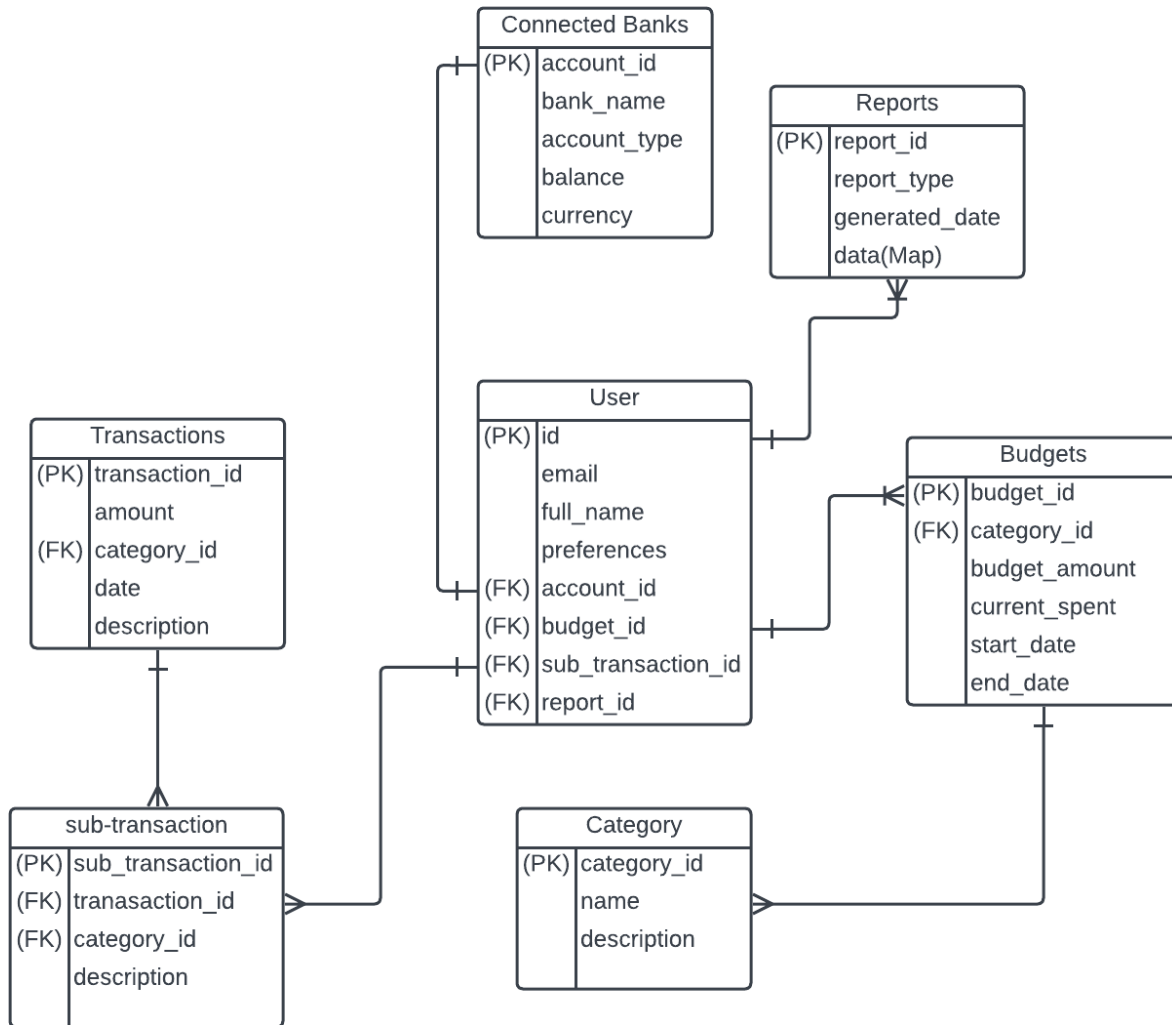 Connected Banks
(PK) account_id
bank_name
account_type
balance
currency
Reports
(PK) report_id
report_type
generated_date
data(Map)
User
(PK) id
email
full_name
preferences
(FK) account_id
(FK) budget_id
(FK) sub_transaction_id
(FK) report_id
Transactions
(PK) transaction_id
amount
(FK) category_id
date
description
Budgets
(PK) budget_id
(FK) category_id
budget_amount
current_spent
start_date
end_date
sub-transaction
(PK) sub_transaction_id
(FK) tranasaction_id
(FK) category_id
description
Category
(PK) category_id
name
description